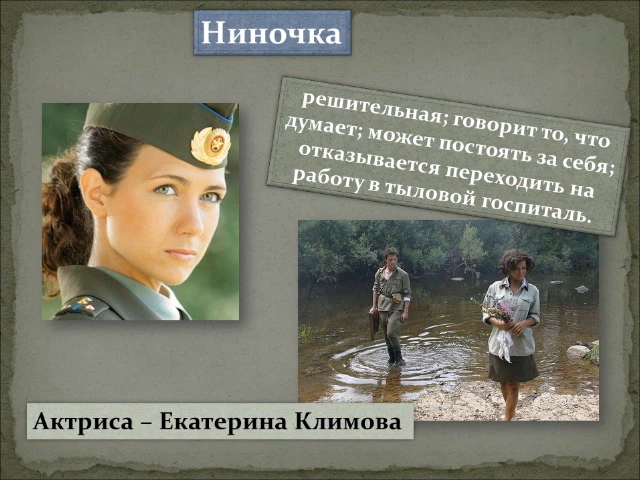 Ниночка
решительная; говорит то, что
думает; может постоять за себя;
отказывается переходить на
работу в тыловой госпиталь.
Актриса – Екатерина Климова